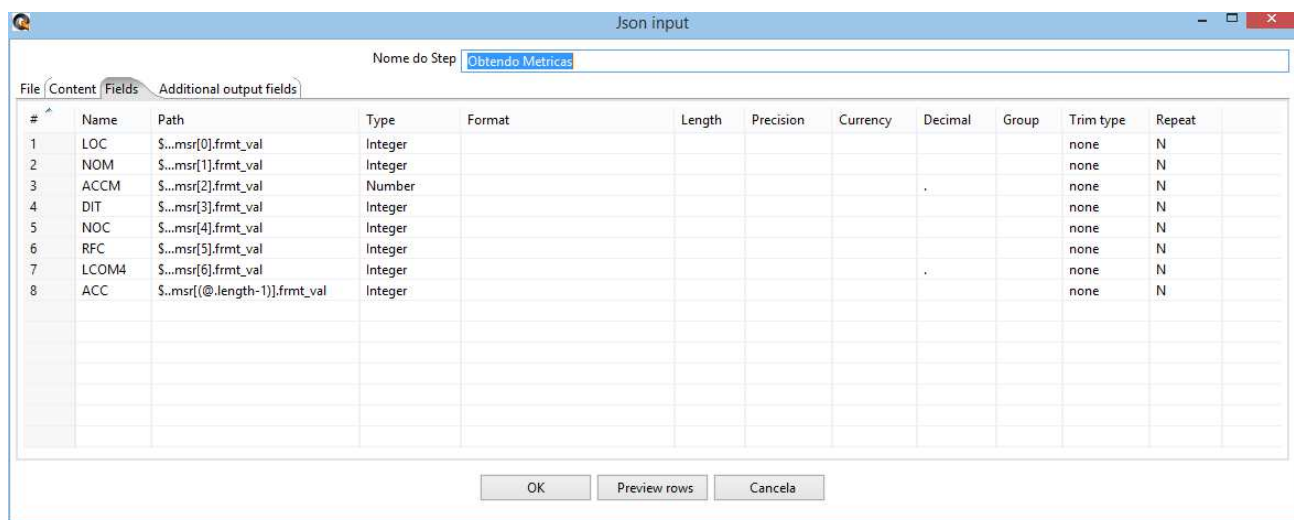 Json input
Nome do Step Obtendo Metricas
File Content Fields Additional output fields
# Name Path Type Format Length Precision Currency Decimal Group Trim type Repeat
1 LOC $...msr[0].frmt_val Integer none N
2 NOM $...msr[1].frmt_val Integer none N
3 ACCM $...msr[2].frmt_val Number . none N
4 DIT $...msr[3].frmt_val Integer none N
5 NOC $...msr[4].frmt_val Integer none N
6 RFC $...msr[5].frmt_val Integer none N
7 LCOM4 $...msr[6].frmt_val Integer . none N
8 ACC $..msr[(@.length-1)].frmt_val Integer none N
OK Preview rows Cancela